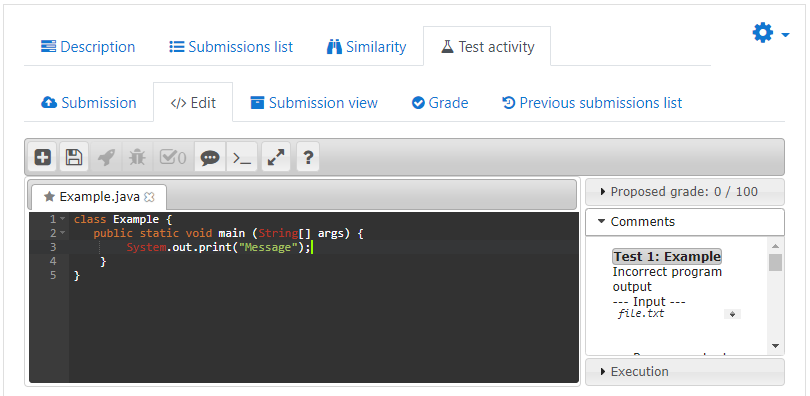 Description Submissions list Similarity Test activity
Submission </> Edit Submission view Grade Previous submissions list
0 >_ ?
Example.java
1 class Example {
2 public static void main (String[] args) {
3 System.out.print("Message");
4 }
5 }
Proposed grade: 0 / 100
Comments
Test 1: Example
Incorrect program
output
--- Input ---
file.txt
Execution